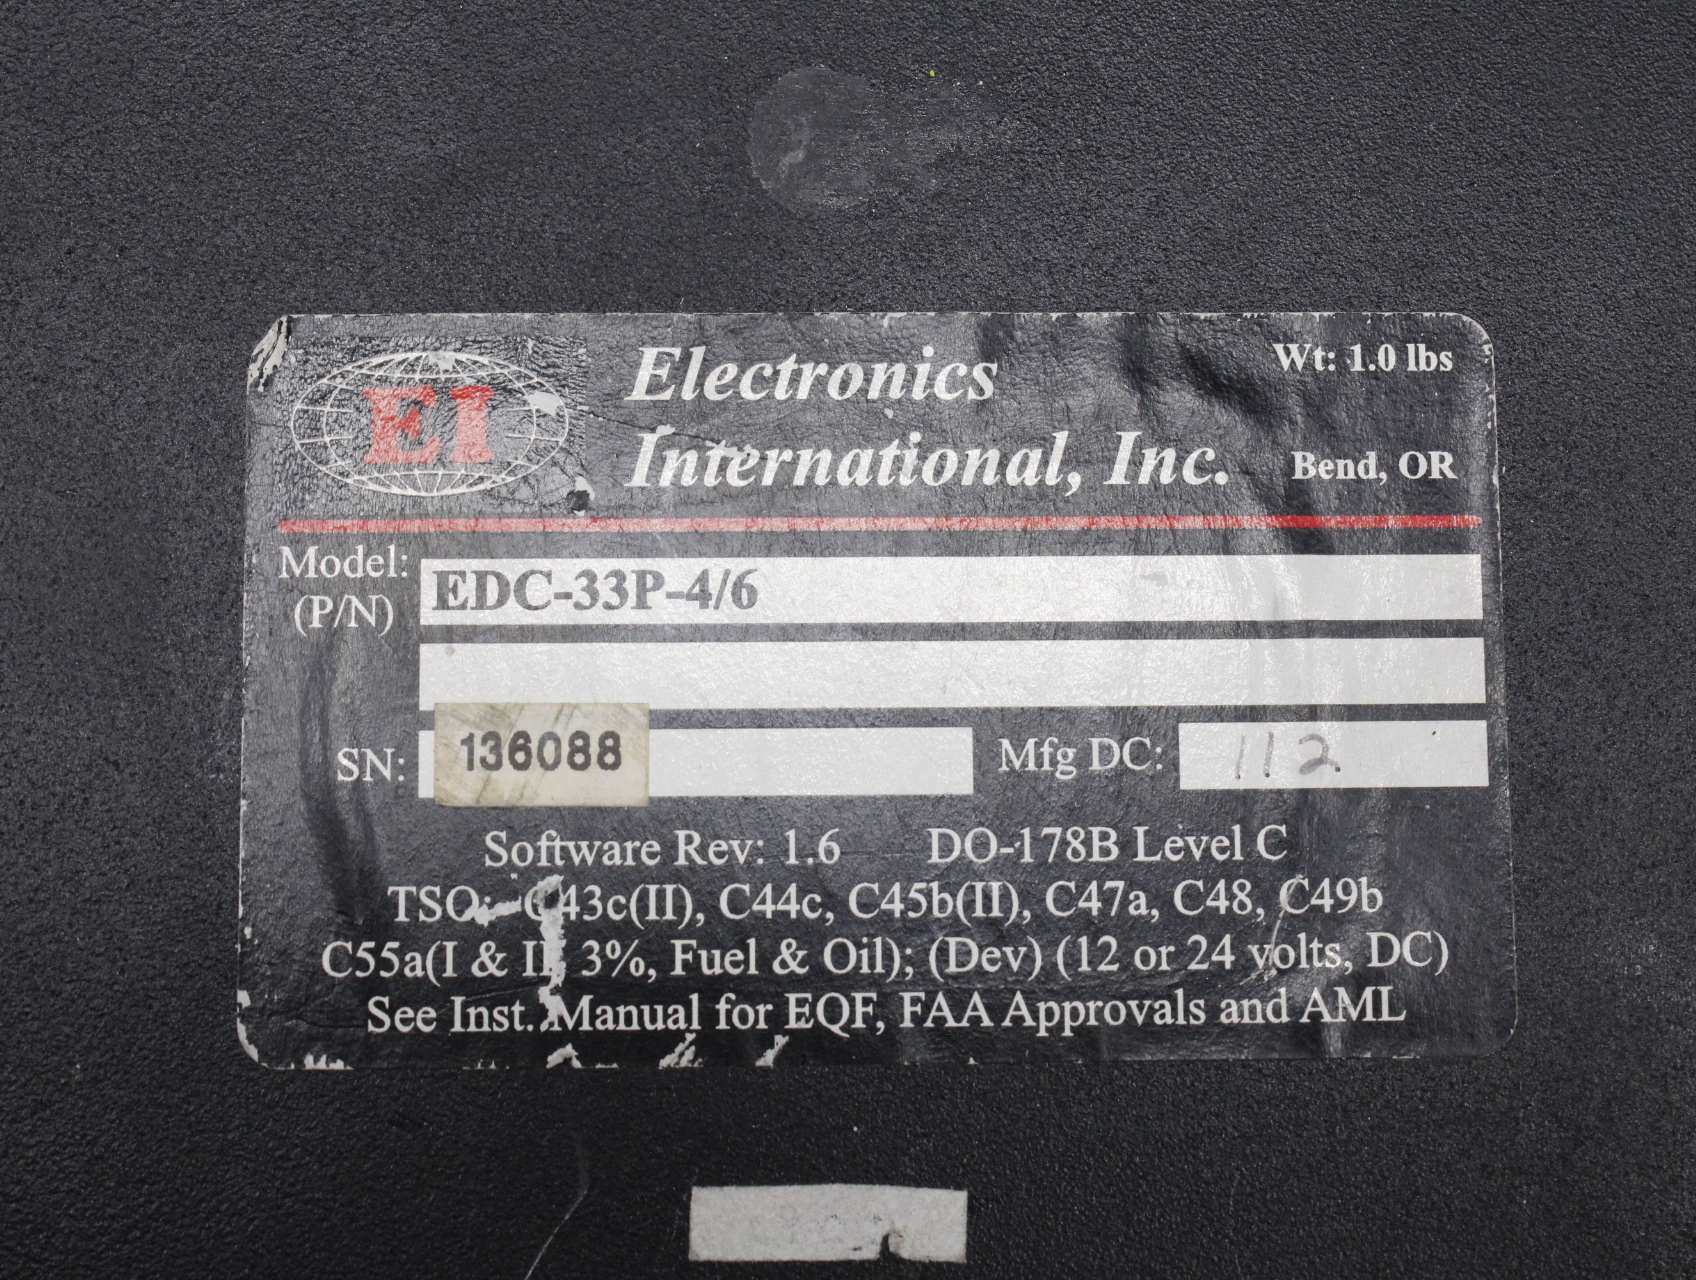 EI
Electronics
International, Inc.
Wt: 1.0 lbs
Bend, OR
Model:
(P/N)
EDC-33P-4/6
SN: 136088
Mfg DC: 112
Software Rev: 1.6 DO-178B Level C
TSO: C43c(II), C44c, C45b(II), C47a, C48, C49b
C55a(I & II, 3%, Fuel & Oil); (Dev) (12 or 24 volts, DC)
See Inst. Manual for EQF, FAA Approvals and AML